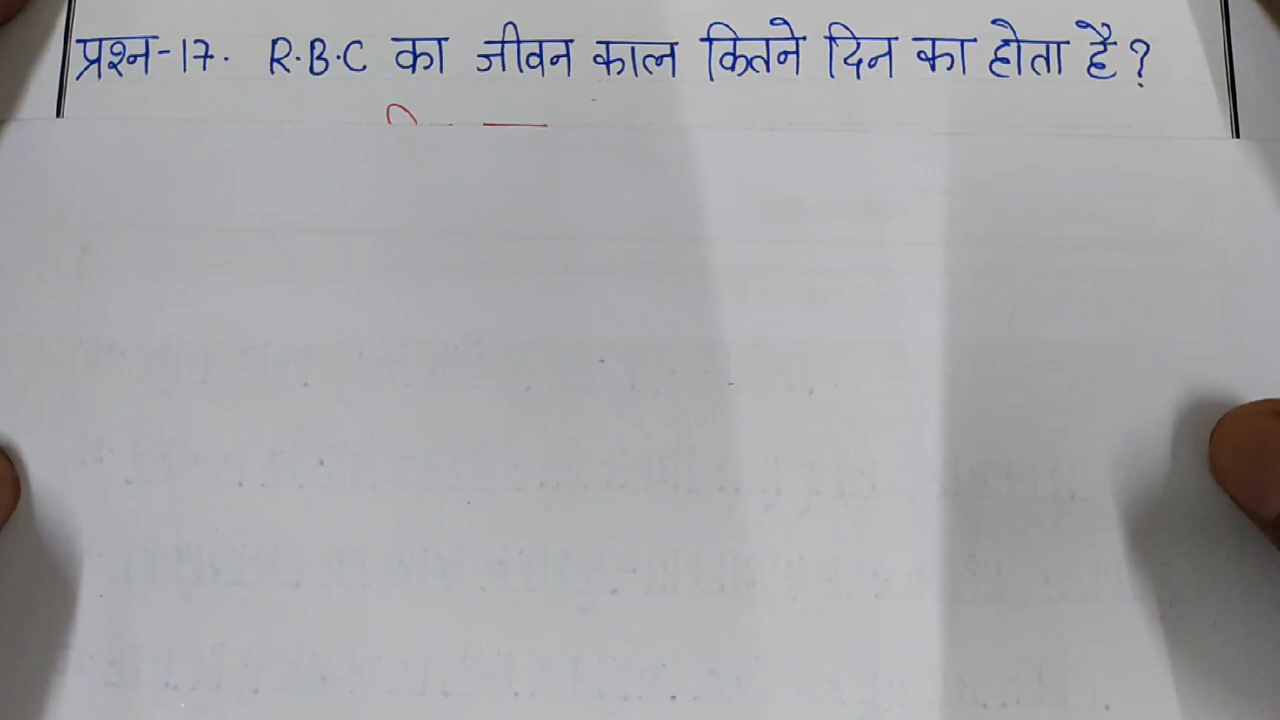 प्रश्न-17. R.B.C का जीवन काल कितने दिन का होता है?